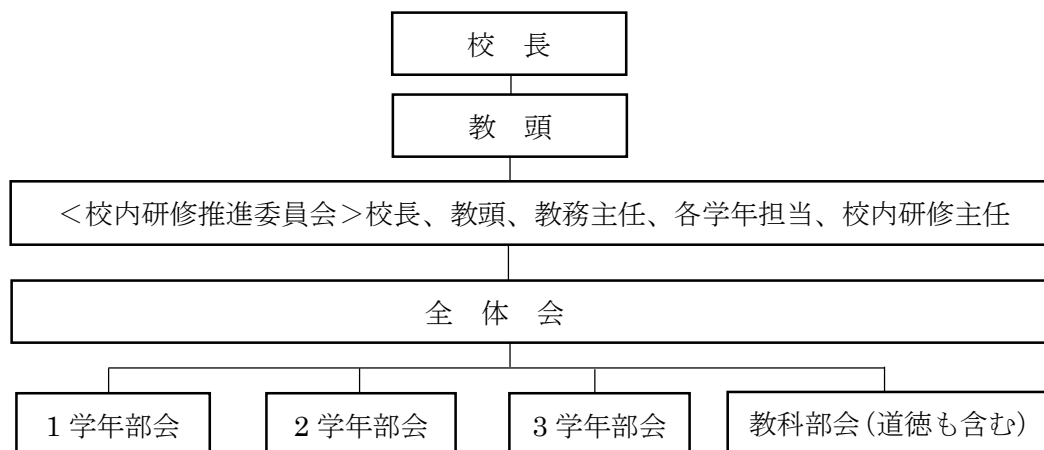 校　長
教　頭
＜校内研修推進委員会＞校長、教頭、教務主任、各学年担当、校内研修主任
全　体　会
1 学年部会
2 学年部会
3 学年部会
教科部会(道徳も含む)